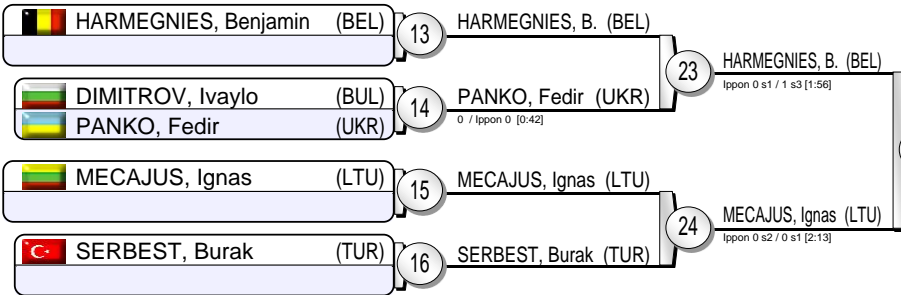 HARMEGNIES, Benjamin (BEL)
13
HARMEGNIES, B. (BEL)
DIMITROV, Ivaylo (BUL)
PANKO, Fedir (UKR)
14
PANKO, Fedir (UKR)
0 / Ippon 0 [0:42]
23
HARMEGNIES, B. (BEL)
Ippon 0 s1 / 1 s3 [1:56]
MECAJUS, Ignas (LTU)
15
MECAJUS, Ignas (LTU)
SERBEST, Burak (TUR)
16
SERBEST, Burak (TUR)
24
MECAJUS, Ignas (LTU)
Ippon 0 s2 / 0 s1 [2:13]